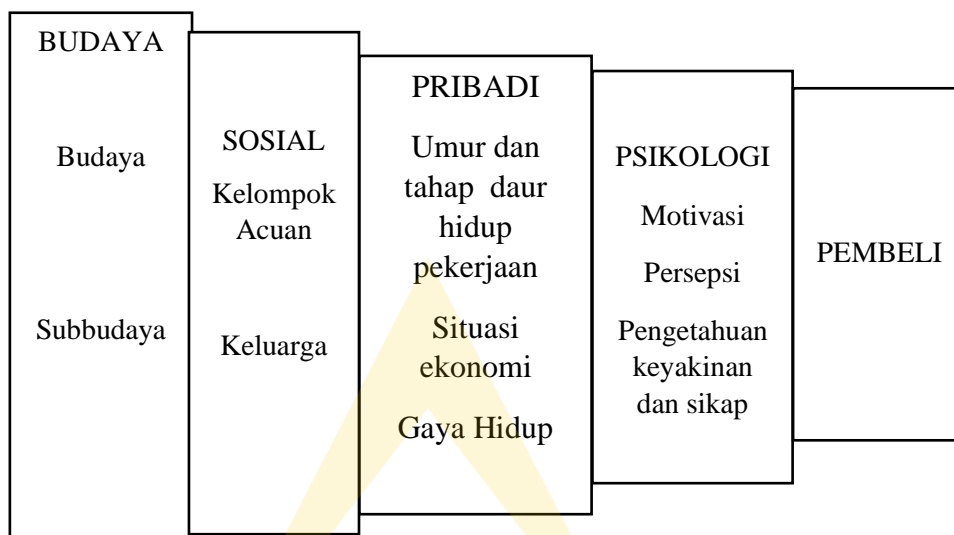 BUDAYA
Budaya
Subbudaya
SOSIAL
Kelompok
Acuan
Keluarga
PRIBADI
Umur dan
tahap daur
hidup
pekerjaan
Situasi
ekonomi
Gaya Hidup
PSIKOLOGI
Motivasi
Persepsi
Pengetahuan
keyakinan
dan sikap
PEMBELI